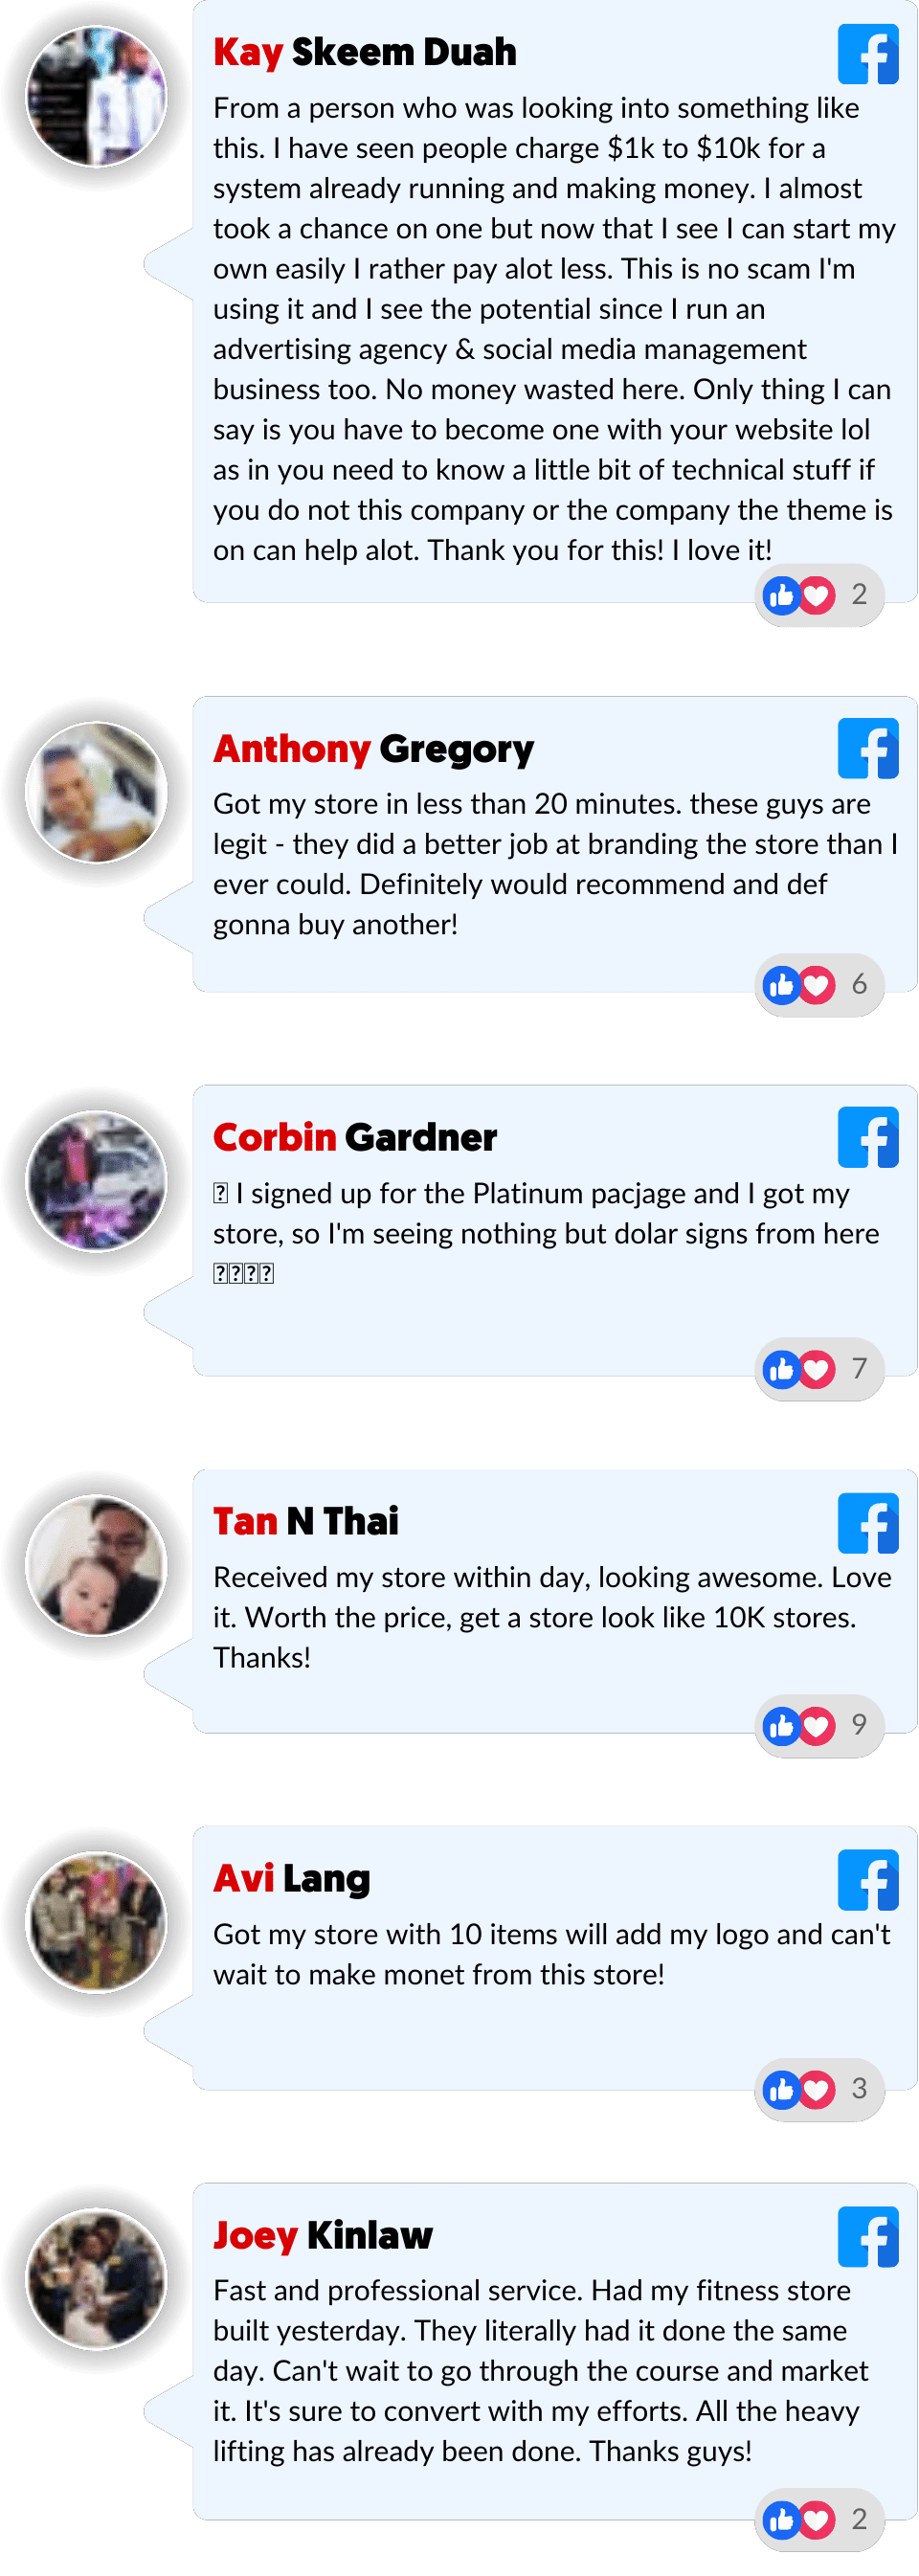 Kay Skeem Duah
From a person who was looking into something like
this. I have seen people charge $1k to $10k for a
system already running and making money. I almost
took a chance on one but now that I see I can start my
own easily I rather pay alot less. This is no scam I'm
using it and I see the potential since I run an
advertising agency & social media management
business too. No money wasted here. Only thing I can
say is you have to become one with your website lol
as in you need to know a little bit of technical stuff if
you do not this company or the company the theme is
on can help alot. Thank you for this! I love it!
2
Anthony Gregory
Got my store in less than 20 minutes. these guys are
legit - they did a better job at branding the store than I
ever could. Definitely would recommend and def
gonna buy another!
6
Corbin Gardner
I signed up for the Platinum pacjage and I got my
store, so I'm seeing nothing but dolar signs from here
7
Tan N Thai
Received my store within day, looking awesome. Love
it. Worth the price, get a store look like 10K stores.
Thanks!
9
Avi Lang
Got my store with 10 items will add my logo and can't
wait to make monet from this store!
3
Joey Kinlaw
Fast and professional service. Had my fitness store
built yesterday. They literally had it done the same
day. Can't wait to go through the course and market
it. It's sure to convert with my efforts. All the heavy
lifting has already been done. Thanks guys!
2